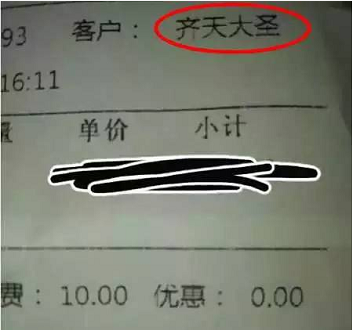 93 客户：齐天大圣
16:11
单价 小计
费：10.00 优惠：0.00